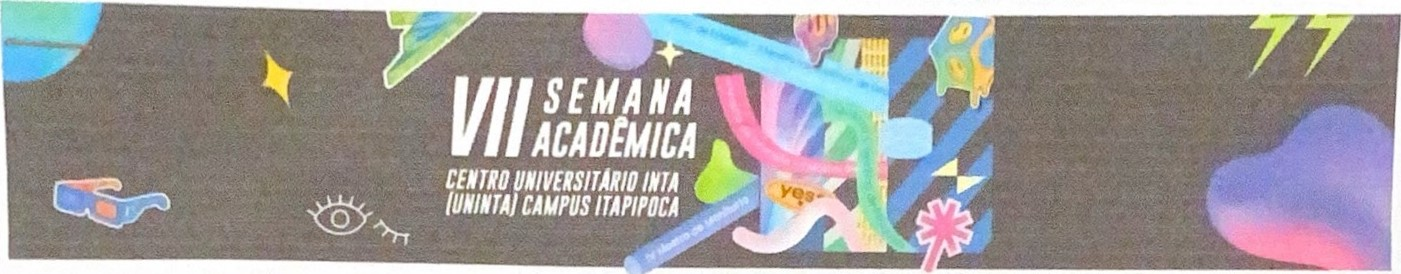 VII SEMANA
ACADÊMICA
CENTRO UNIVERSITÁRIO INTA
(UNINTA) CAMPUS ITAPIPOCA
yes